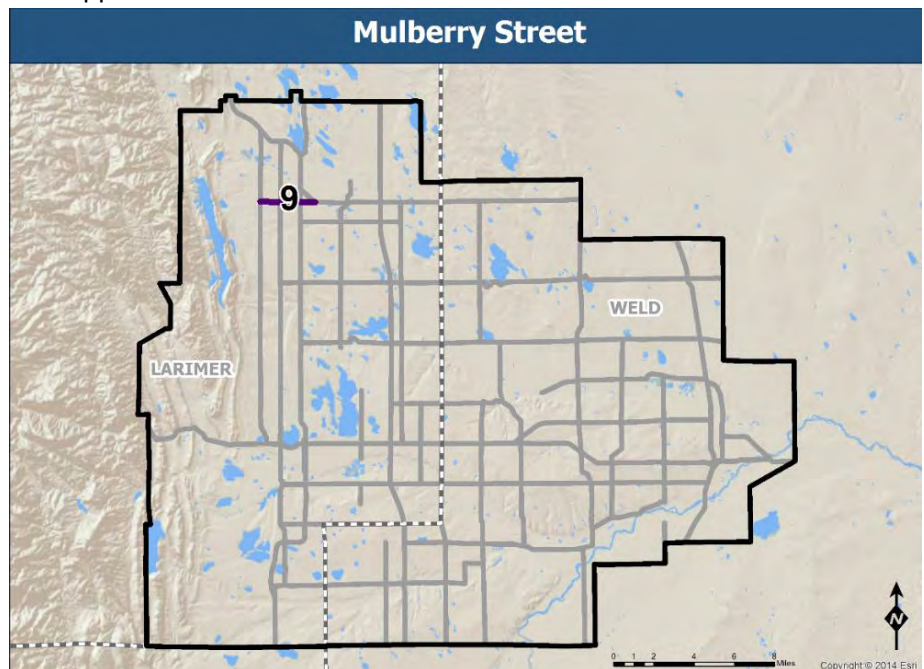 Mulberry Street
9
WELD
LARIMER
N
0 1 2 4 6 8
Miles
Copyright:© 2014 Esri